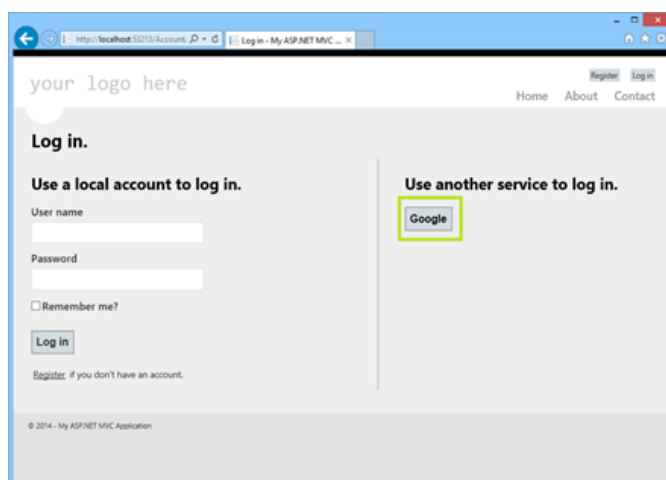 http://localhost:53213/Account/
Log in - My ASP.NET MVC ...
Register Log in
your logo here
Home About Contact
Log in.
Use a local account to log in.
User name
Password
Remember me?
Log in
Register if you don't have an account.
Use another service to log in.
Google
© 2014 - My ASP.NET MVC Application